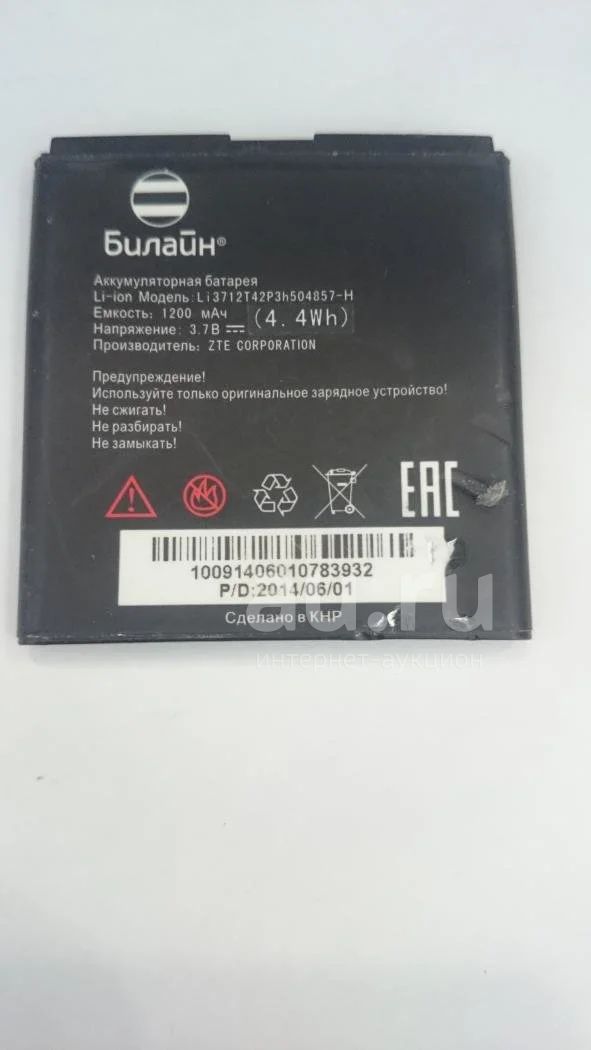 Билайн®
Аккумуляторная батарея
Li-ion Модель: Li3712T42P3h504857-H
Емкость: 1200 мАч (4.4Wh)
Напряжение: 3.7В
Производитель: ZTE CORPORATION
Предупреждение!
Используйте только оригинальное зарядное устройство!
Не сжигать!
Не разбирать!
Не замыкать!
EAC
10091406010783932
P/D:2014/06/01
Сделано в КНР
au.ru
интернет-аукцион